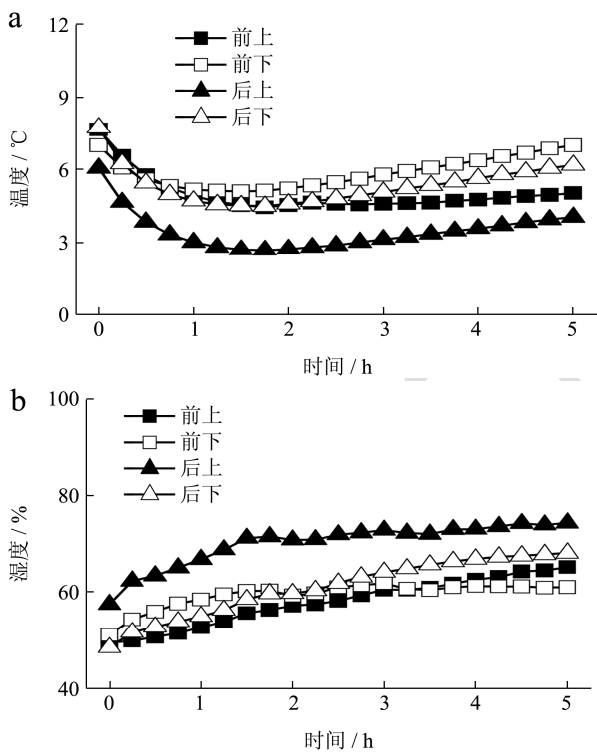 a
12
9
6
3
0
温度 / ℃
前上
前下
后上
后下
0 1 2 3 4 5
时间 / h
b
100
80
60
40
湿度 / %
前上
前下
后上
后下
0 1 2 3 4 5
时间 / h